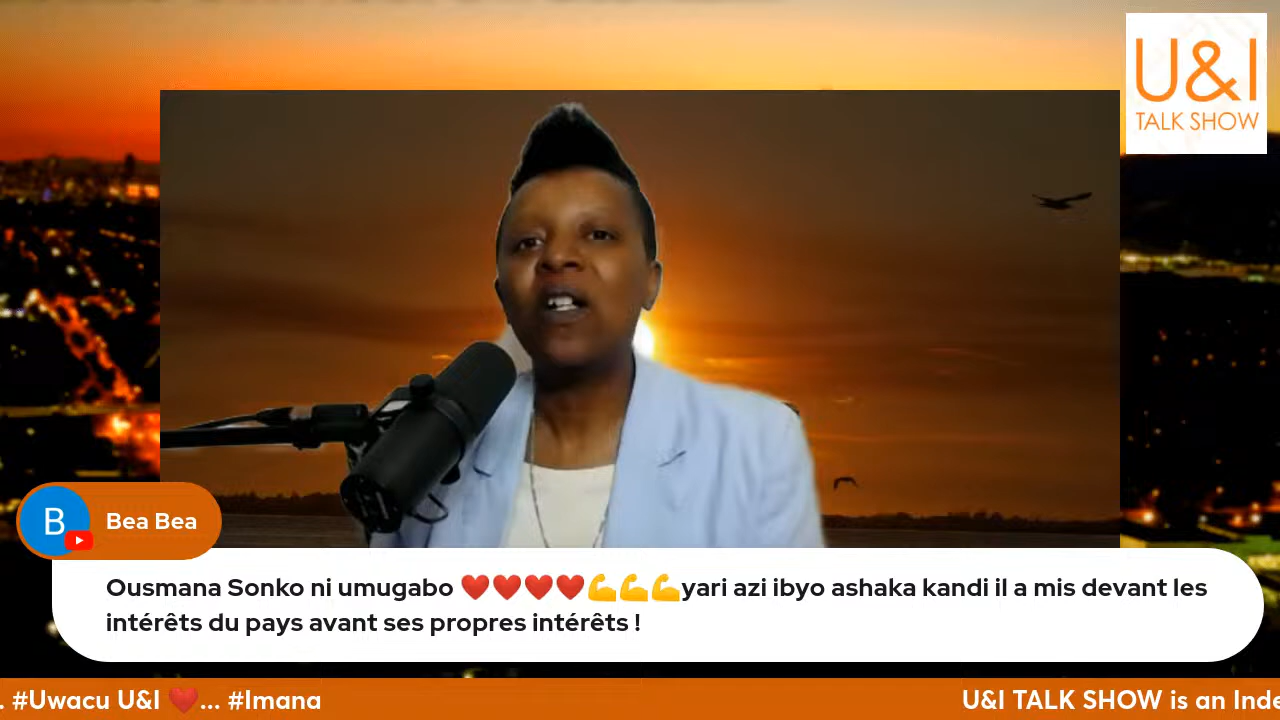 U&I
TALK SHOW
B
Bea Bea
Ousmana Sonko ni umugabo ❤️❤️❤️❤️💪💪💪yari azi ibyo ashaka kandi il a mis devant les
intérêts du pays avant ses propres intérêts !
. #Uwacu U&I ❤️... #Imana
U&I TALK SHOW is an Inde